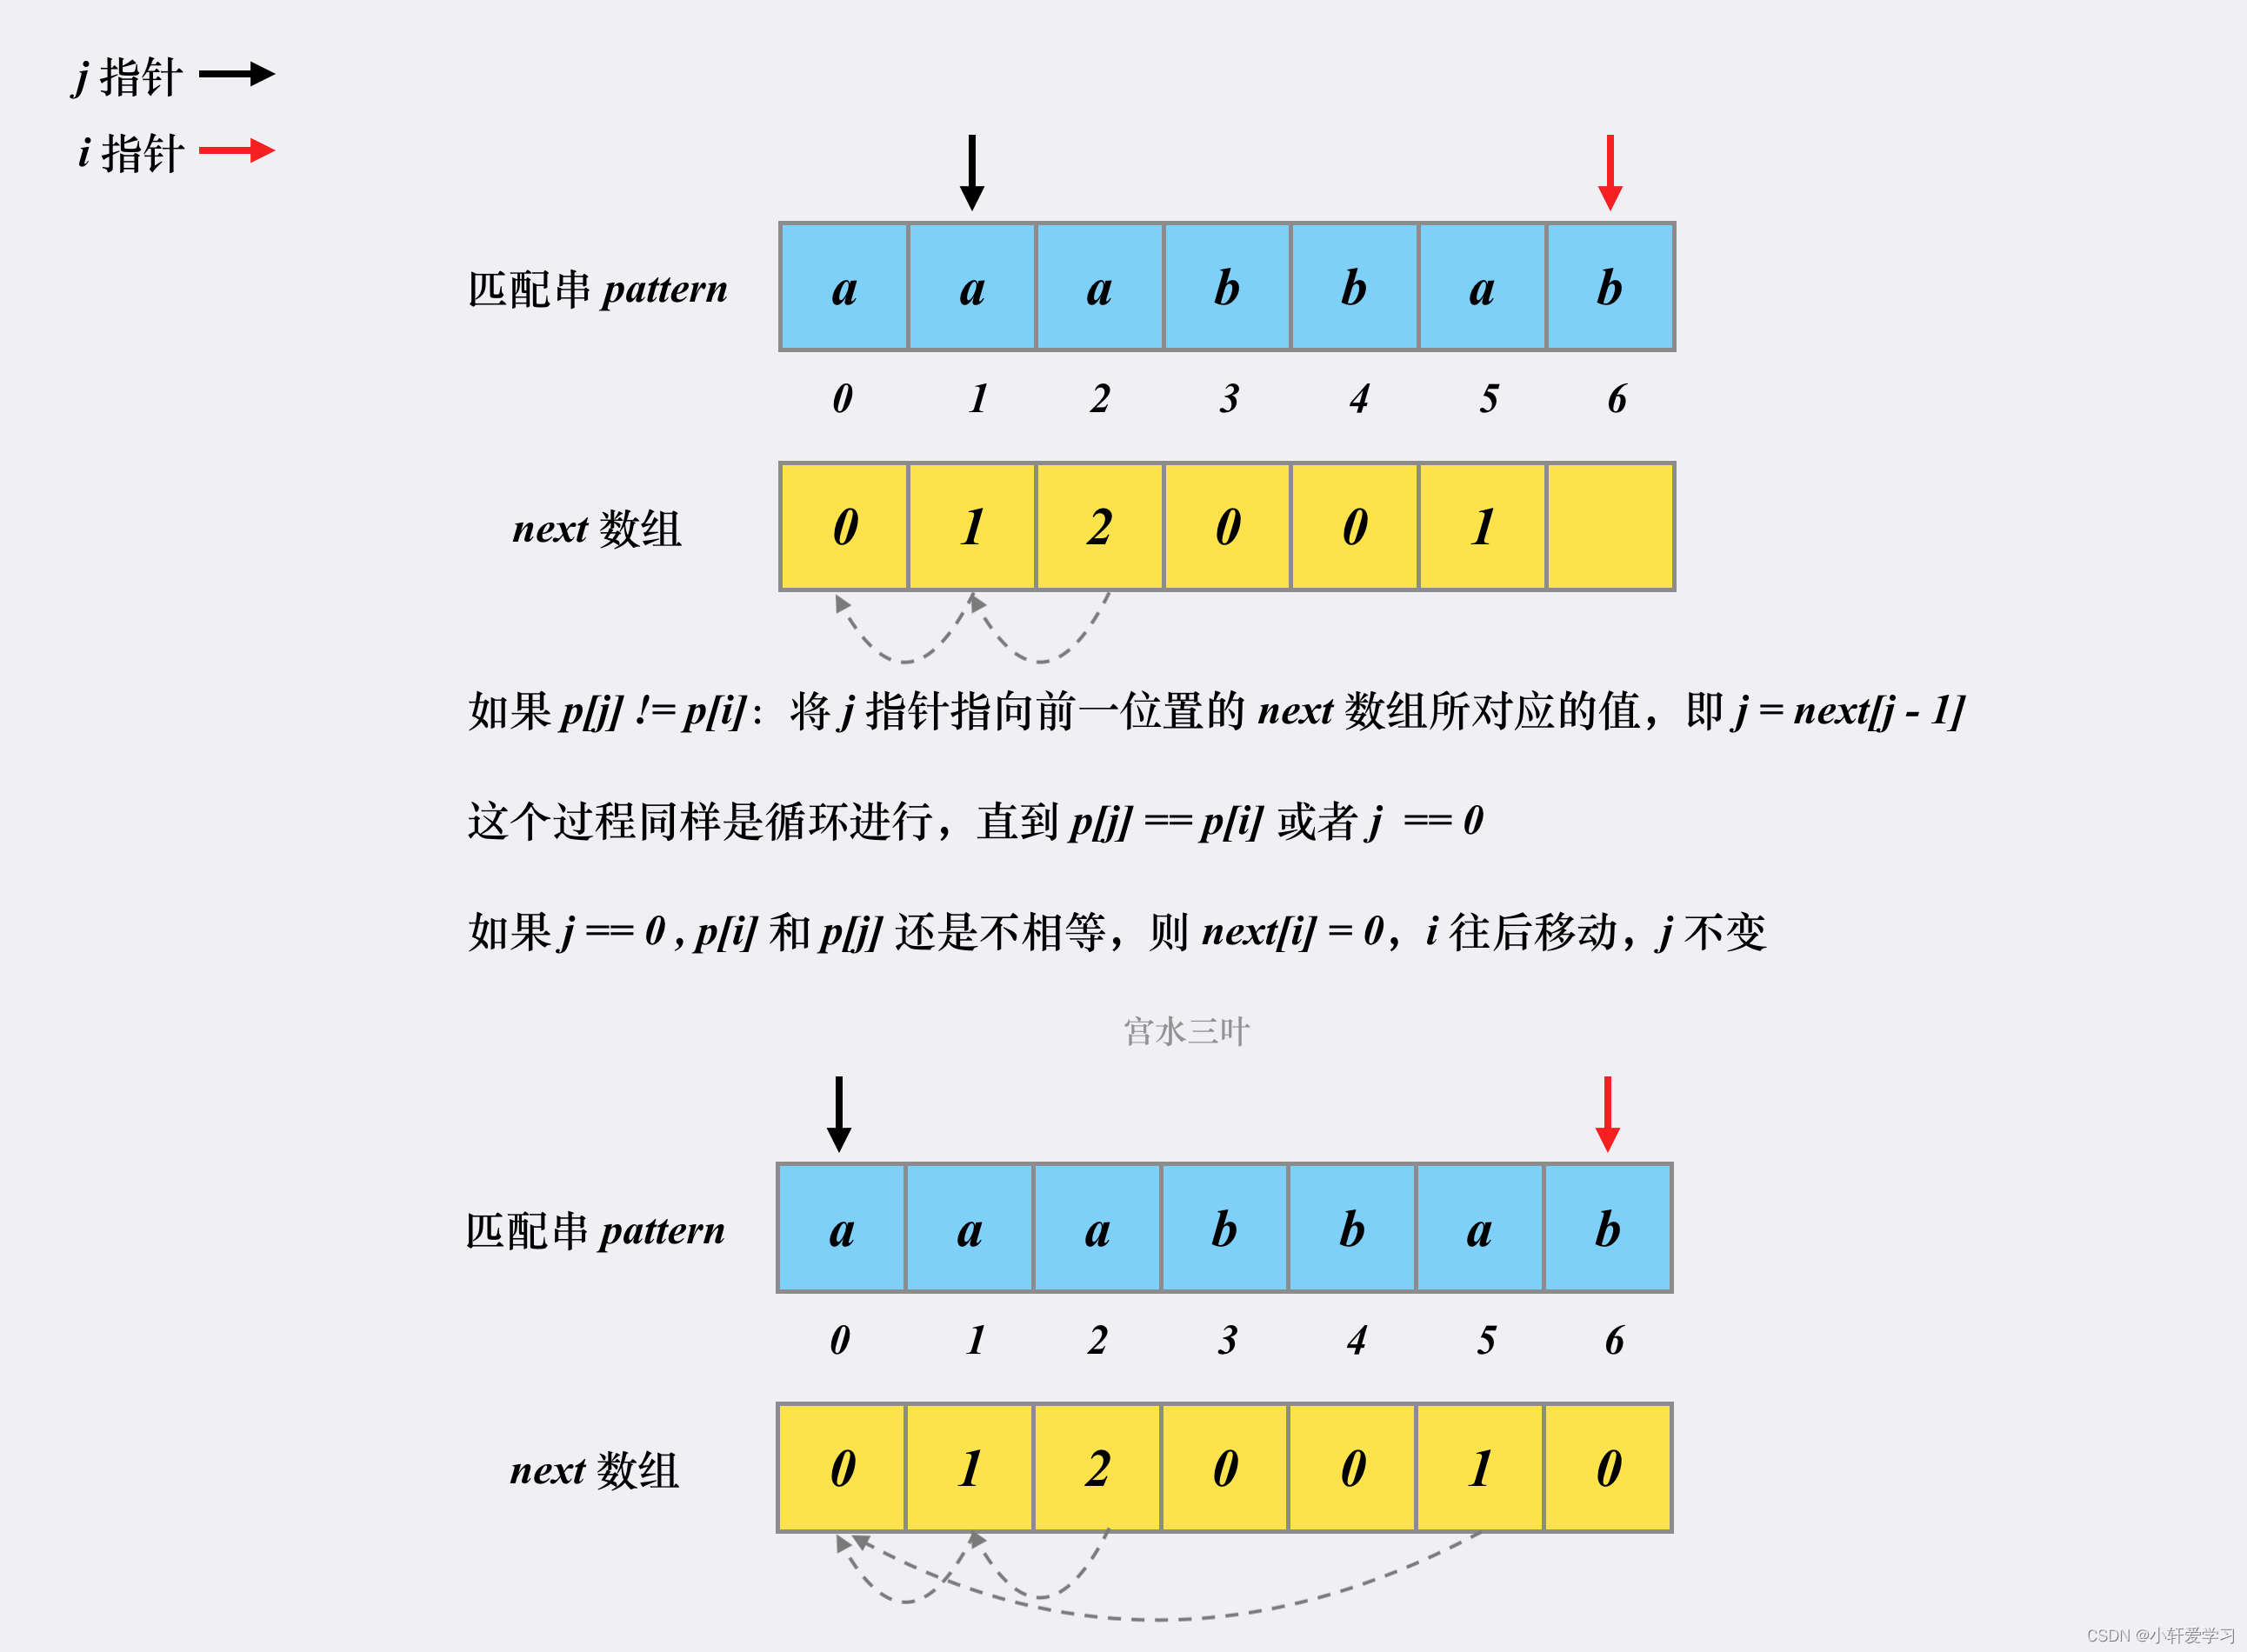 j 指针
i 指针
匹配串 pattern a a a b b a b
0 1 2 3 4 5 6
next 数组 0 1 2 0 0 1
如果 p[j] != p[i]：将 j 指针指向前一位置的 next 数组所对应的值，即 j = next[j - 1]
这个过程同样是循环进行，直到 p[j] == p[i] 或者 j == 0
如果 j == 0 , p[i] 和 p[j] 还是不相等，则 next[i] = 0，i 往后移动，j 不变
宫水三叶
匹配串 pattern a a a b b a b
0 1 2 3 4 5 6
next 数组 0 1 2 0 0 1 0
CSDN @小轩爱学习